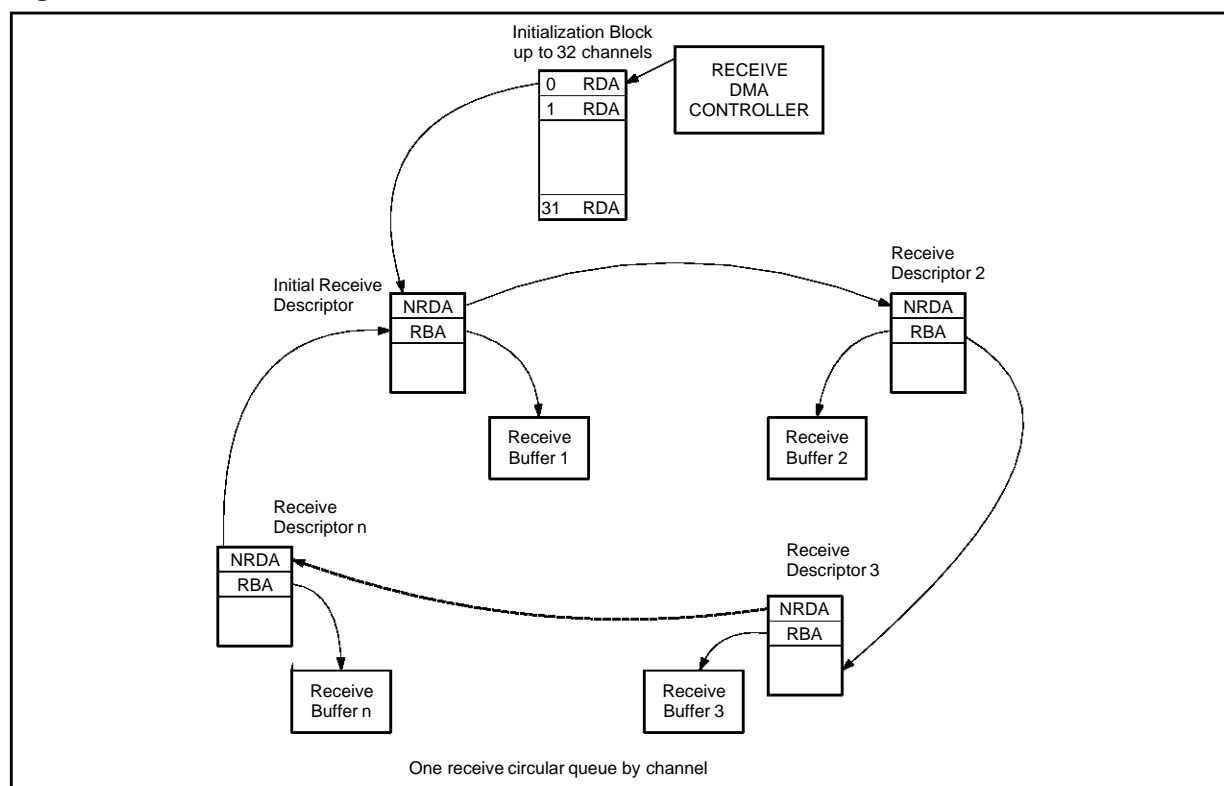 Initialization Block
up to 32 channels
RECEIVE
DMA
CONTROLLER
0 RDA
1 RDA
31 RDA
Initial Receive
Descriptor
NRDA
RBA
Receive
Descriptor 2
NRDA
RBA
Receive
Buffer 1
Receive
Buffer 2
Receive
Descriptor n
NRDA
RBA
Receive
Descriptor 3
NRDA
RBA
Receive
Buffer n
Receive
Buffer 3
One receive circular queue by channel